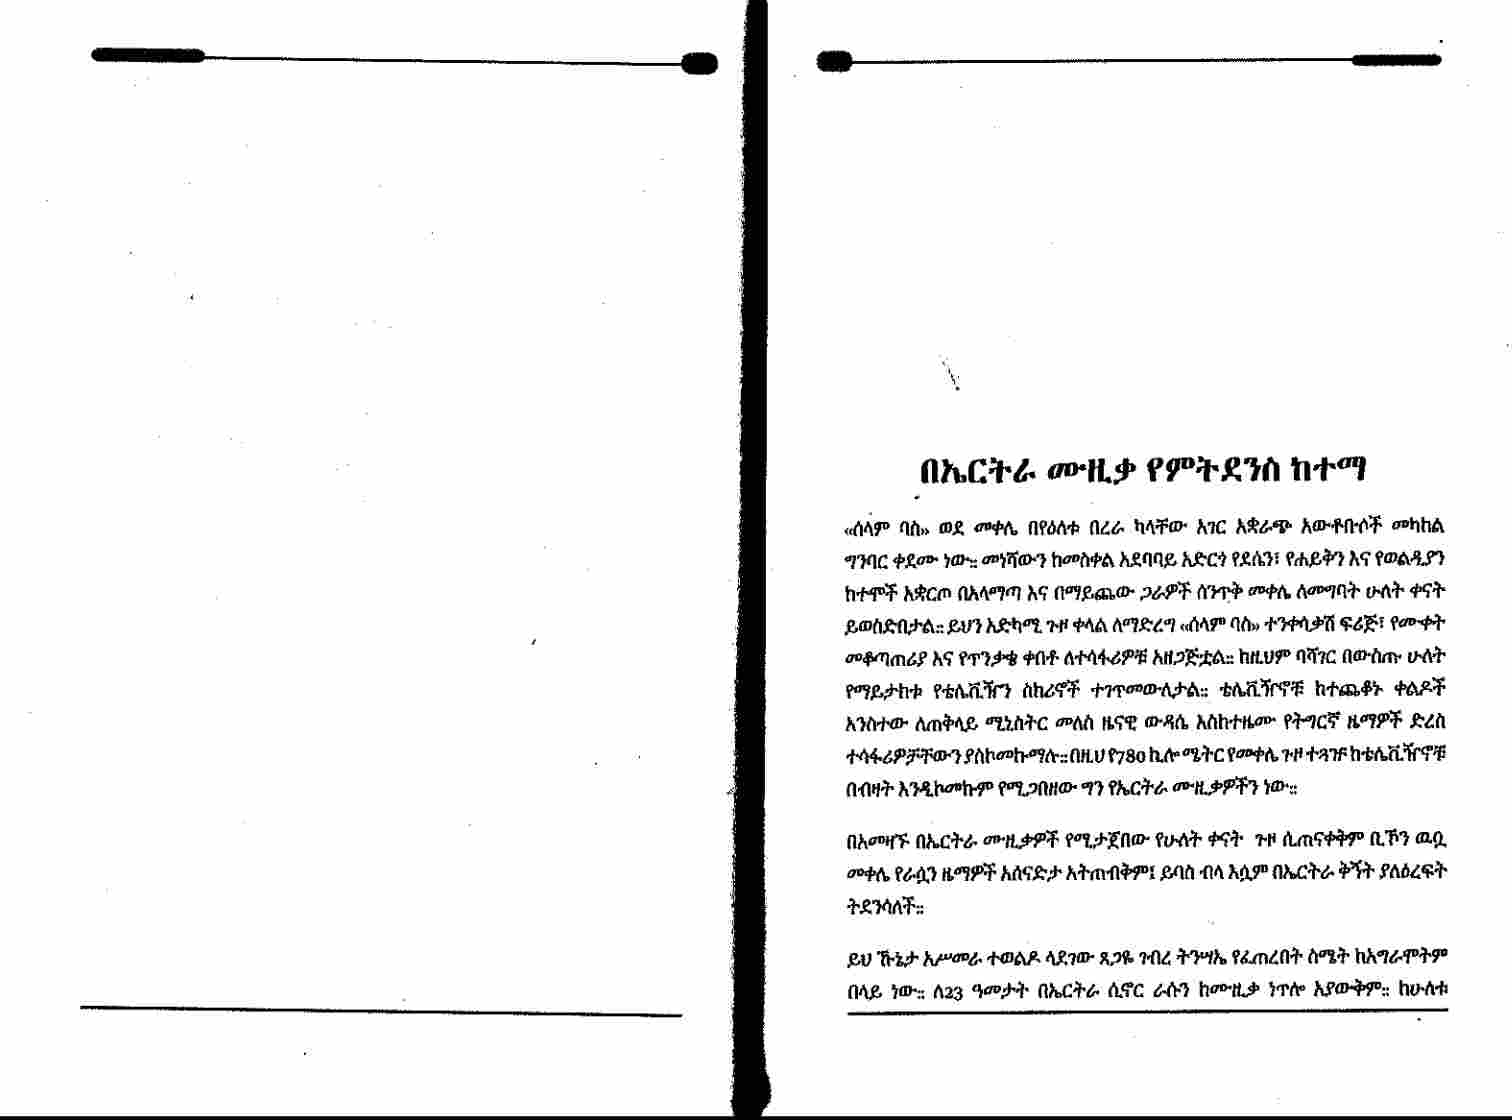 በኤርትራ ሙዚቃ የምትደንስ ከተማ
«ሰላም ባስ» ወደ መቀሌ በየዕለቱ በረራ ካላቸው አገር አቋራጭ አውቶቡሶች መካከል
ግንባር ቀደሙ ነው። መነሻውን ከመስቀል አደባባይ አድርጎ የደሴን፣ የሐይቅን እና የወልዲያን
ከተሞች አቋርጦ በአላማጣ እና በማይጨው ጋራዎች ሰንጥቅ መቀሌ ለመግባት ሁለት ቀናት
ይወስድበታል። ይህን አድካሚ ጉዞ ቀላል ለማድረግ «ሰላም ባስ» ተንቀሳቃሽ ፍሪጅ፣ የሙቀት
መቆጣጠሪያ እና የጥንቃቄ ቀበቶ ለተሳፋሪዎቹ አዘጋጅቷል። ከዚህም ባሻገር በውስጡ ሁለት
የማይታከቱ የቴሌቪዥን ስክሪኖች ተገጥመውለታል። ቴሌቪዥኖቹ ከተጨቆኑ ቀልዶች
አንስተው ለጠቅላይ ሚኒስትር መለስ ዜናዊ ውዳሴ እስከተዜሙ የትግርኛ ዜማዎች ድረስ
ተሳፋሪዎቻቸውን ያስኮመኩማሉ። በዚህ የ780 ኪሎ ሜትር የመቀሌ ጉዞ ተጓዡ ከቴሌቪዥኖቹ
በብዛት እንዲኮመኩም የሚጋበዘው ግን የኤርትራ ሙዚቃዎችን ነው።
በአመዛኙ በኤርትራ ሙዚቃዎች የሚታጀበው የሁለት ቀናት ጉዞ ሲጠናቀቅም ቢኾን ዉቧ
መቀሌ የራሷን ዜማዎች አሰናድታ አትጠብቅም፤ ይባስ ብላ እሷም በኤርትራ ቅኝት ያለዕረፍት
ትደንሳለች።
ይህ ኹኔታ አሥመራ ተወልዶ ላደገው ጸጋዬ ገብረ ትንሣኤ የፈጠረበት ስሜት ከአግራሞትም
በላይ ነው። ለ23 ዓመታት በኤርትራ ሲኖር ራሱን ከሙዚቃ ነጥሎ አያውቅም። ከሁለቱ